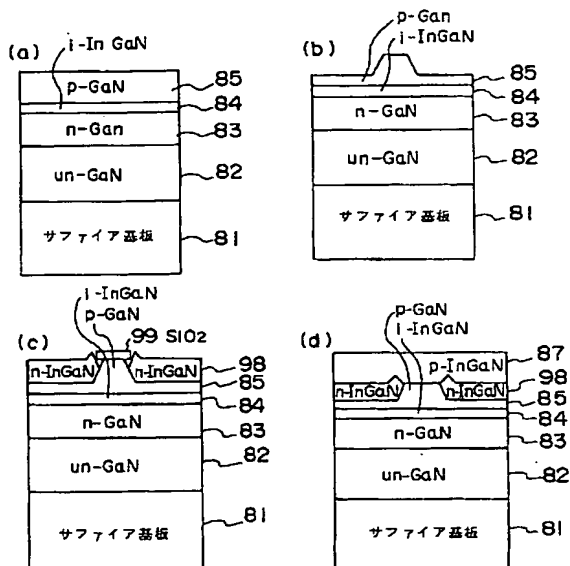 (a)
i-In GaN
p-GaN
85
84
n-Gan
83
un-GaN
82
サファイア基板
81
(b)
p-Gan
i-InGaN
85
84
n-GaN
83
un-GaN
82
サファイア基板
81
(c)
i-InGaN
p-GaN
99 SiO2
n-InGaN
n-InGaN
98
85
84
n-GaN
83
un-GaN
82
サファイア基板
81
(d)
p-GaN
i-InGaN
p-InGaN
87
n-InGaN
n-InGaN
98
85
84
n-GaN
83
un-GaN
82
サファイア基板
81